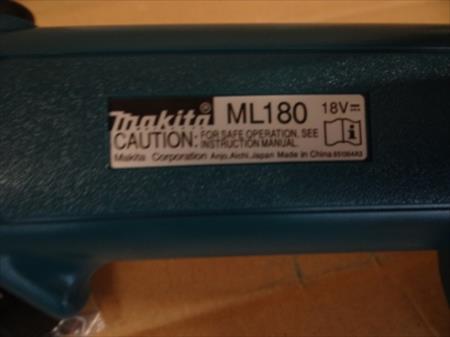 makita® ML180 18V
CAUTION: FOR SAFE OPERATION, SEE
INSTRUCTION MANUAL.
Makita Corporation Anjo, Aichi, Japan Made in China